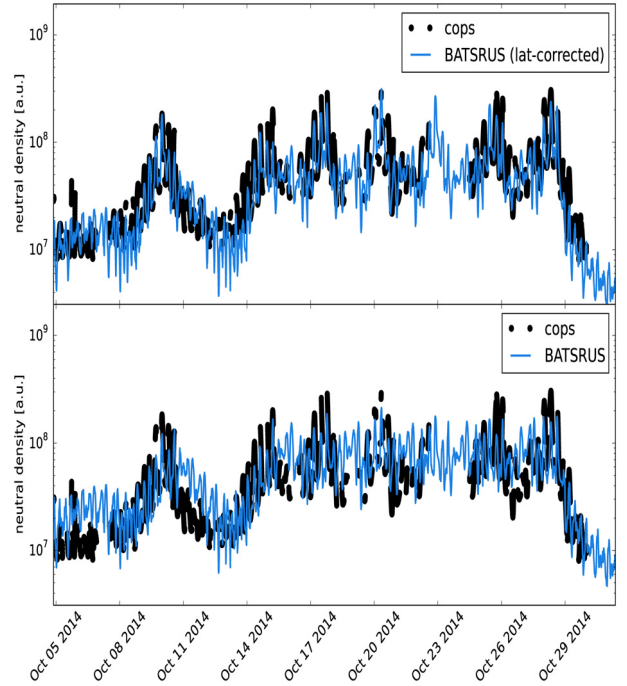 10⁹
cops
BATSRUS (lat-corrected)
neutral density [a.u.]
10⁸
10⁷
10⁹
cops
BATSRUS
neutral density [a.u.]
10⁸
10⁷
Oct 05 2014
Oct 08 2014
Oct 11 2014
Oct 14 2014
Oct 17 2014
Oct 20 2014
Oct 23 2014
Oct 26 2014
Oct 29 2014